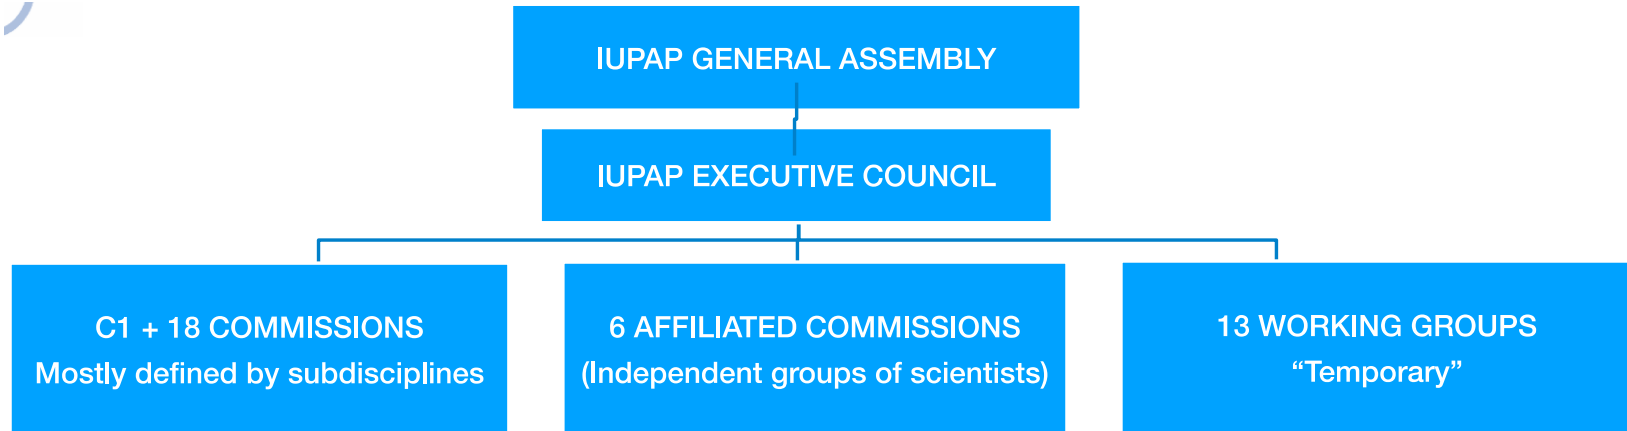 IUPAP GENERAL ASSEMBLY
IUPAP EXECUTIVE COUNCIL
C1 + 18 COMMISSIONS
Mostly defined by subdisciplines
6 AFFILIATED COMMISSIONS
(Independent groups of scientists)
13 WORKING GROUPS
“Temporary”